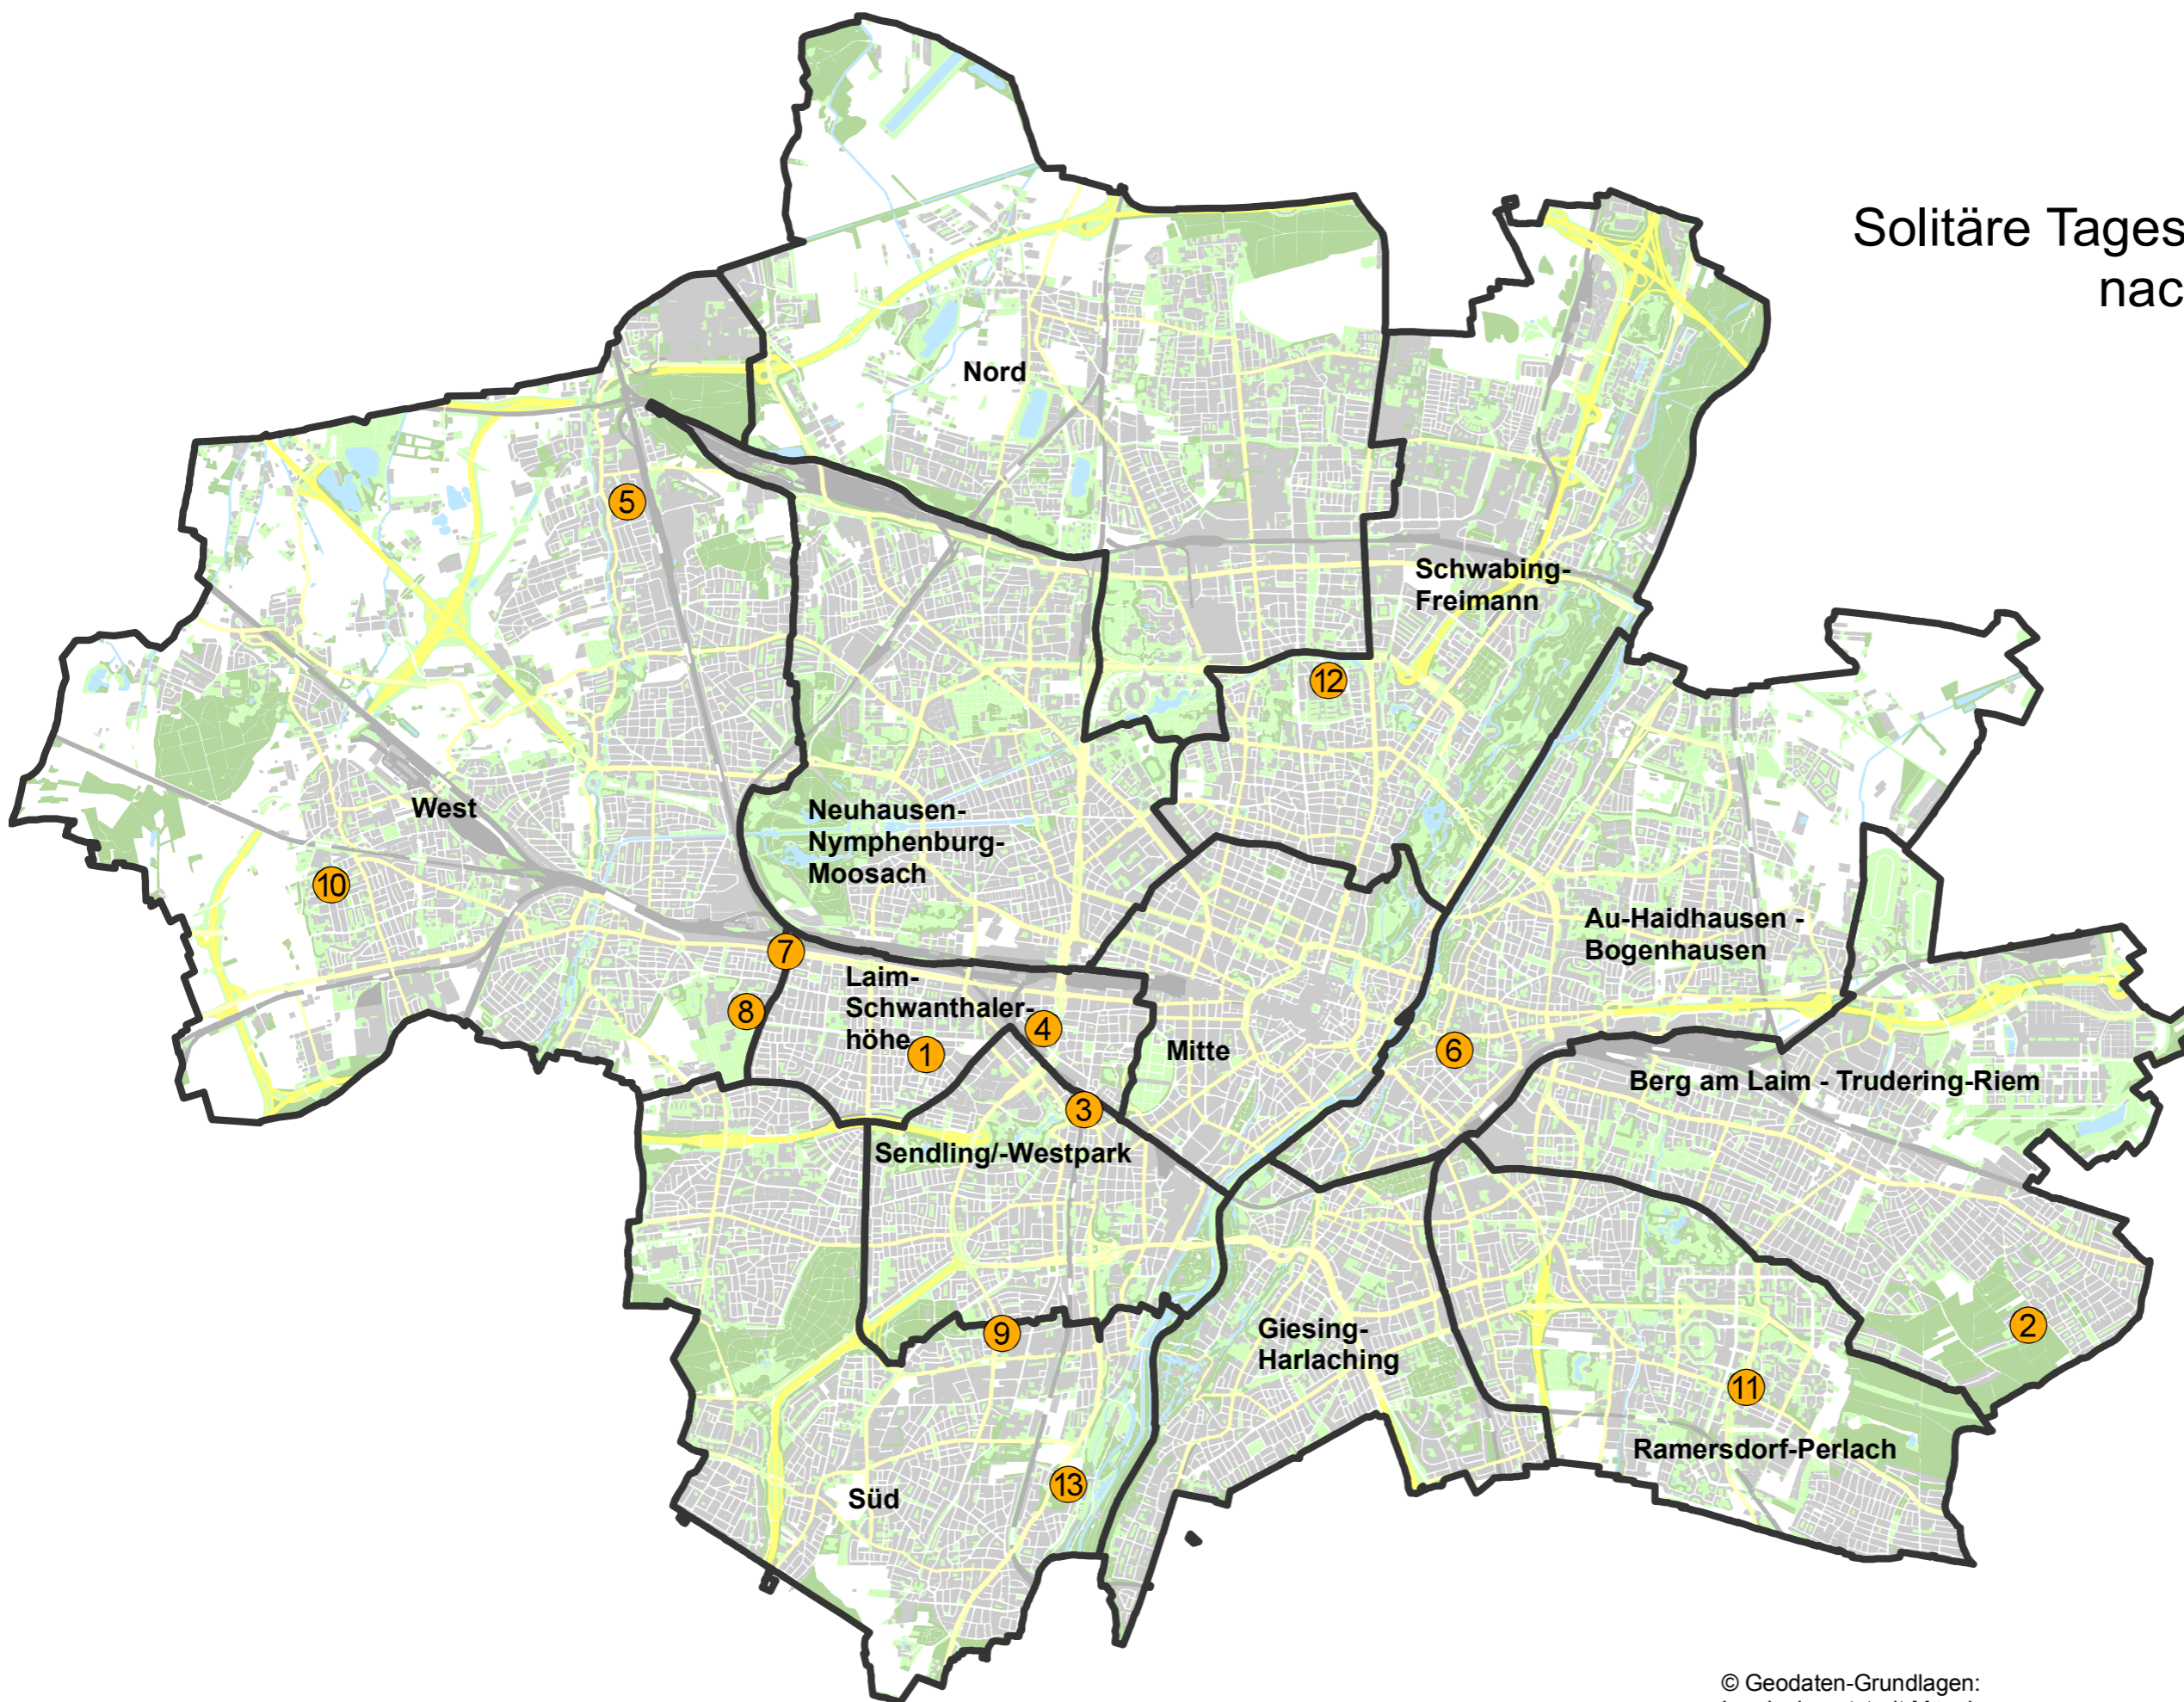 Solitäre Tages
nac
Nord
5
Schwabing-
Freimann
12
West
Neuhausen-
Nymphenburg-
Moosach
10
Au-Haidhausen -
Bogenhausen
7
Laim-
Schwanthaler-
höhe
8
4
1
Mitte
6
Berg am Laim - Trudering-Riem
3
Sendling/-Westpark
9
Giesing-
Harlaching
2
11
Ramersdorf-Perlach
13
Süd
© Geodaten-Grundlagen: